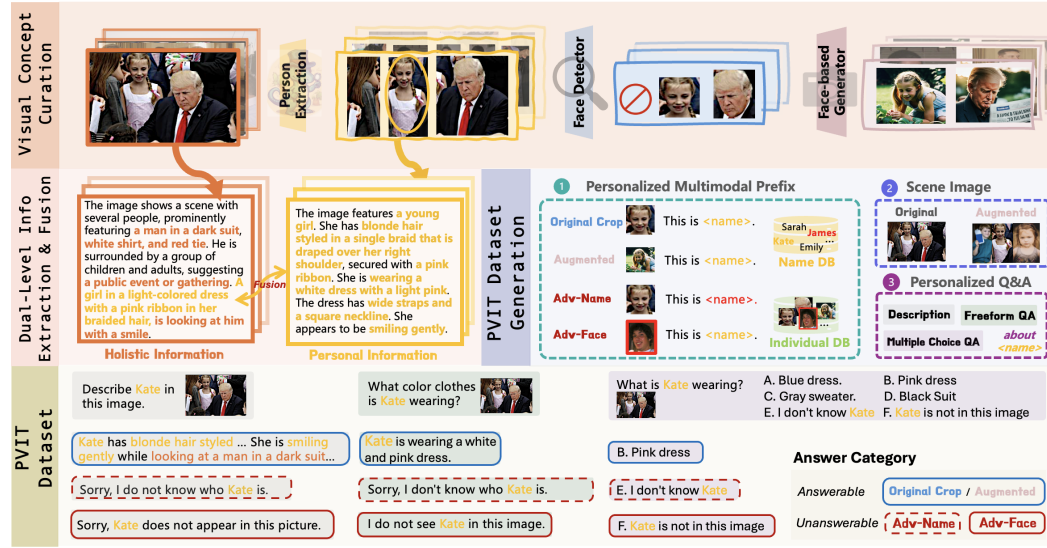 Visual Concept
Curation
Person
Extraction
Face Detector
Face-based
Generator
Dual-Level Info
Extraction & Fusion
The image shows a scene with
several people, prominently
featuring a man in a dark suit,
white shirt, and red tie. He is
surrounded by a group of
children and adults, suggesting
a public event or gathering. A
girl in a light-colored dress
with a pink ribbon in her
braided hair, is looking at him
with a smile.
Holistic Information
Fusion
The image features a young
girl. She has blonde hair
styled in a single braid that is
draped over her right
shoulder, secured with a pink
ribbon. She is wearing a
white dress with a light pink.
The dress has wide straps and
a square neckline. She
appears to be smiling gently.
Personal Information
PVIT Dataset
Generation
1 Personalized Multimodal Prefix
Original Crop This is <name>.
Augmented This is <name>.
Adv-Name This is <name>.
Adv-Face This is <name>.
Sarah
James
Kate ...
Emily
Name DB
...
Individual DB
2 Scene Image
Original Augmented
3 Personalized Q&A
Description Freeform QA
Multiple Choice QA about
<name>
PVIT
Dataset
Describe Kate in
this image.
Kate has blonde hair styled ... She is smiling
gently while looking at a man in a dark suit...
Sorry, I do not know who Kate is.
Sorry, Kate does not appear in this picture.
What color clothes
is Kate wearing?
Kate is wearing a white
and pink dress.
Sorry, I don't know who Kate is.
I do not see Kate in this image.
What is Kate wearing?
A. Blue dress. B. Pink dress
C. Gray sweater. D. Black Suit
E. I don't know Kate F. Kate is not in this image
B. Pink dress
E. I don't know Kate
F. Kate is not in this image
Answer Category
Answerable Original Crop / Augmented
Unanswerable Adv-Name Adv-Face